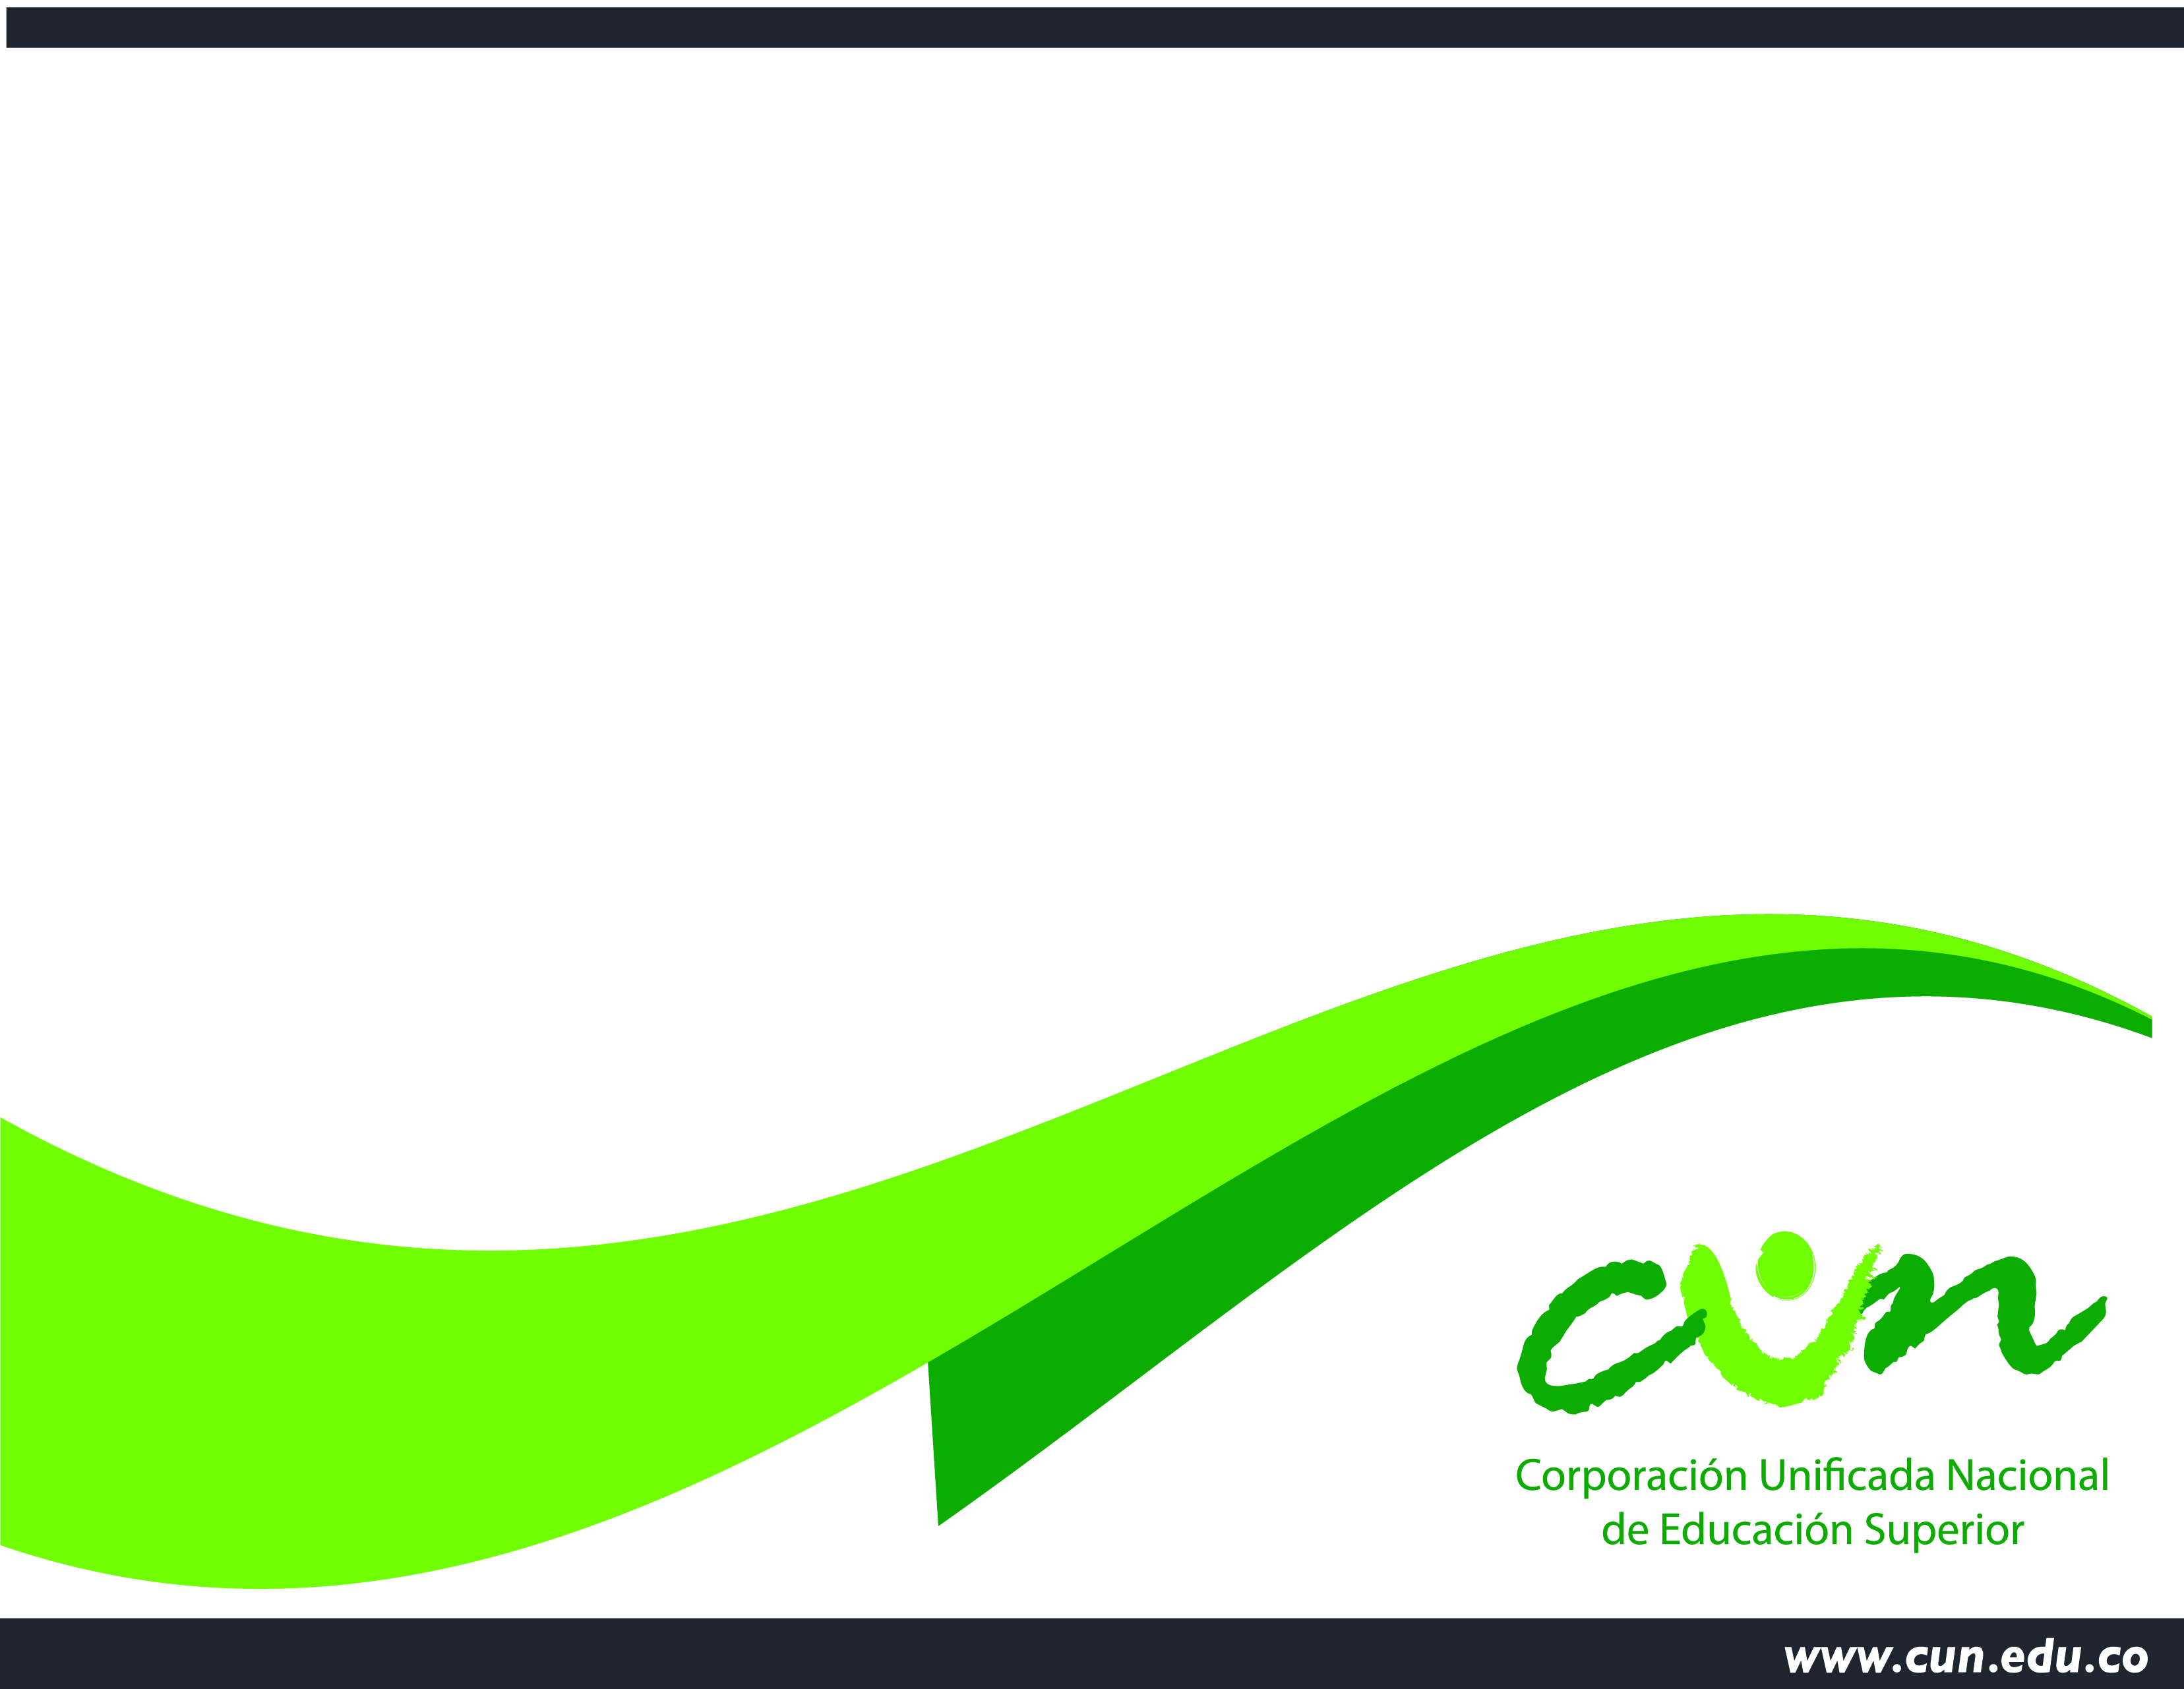 cun
Corporación Unificada Nacional
de Educación Superior
www.cun.edu.co